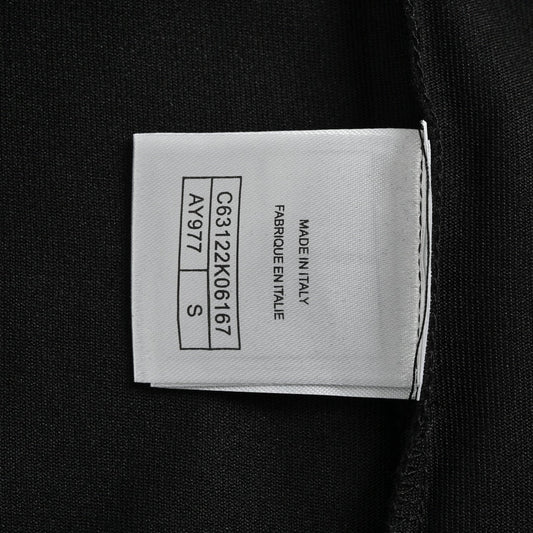 MADE IN ITALY
FABRIQUE EN ITALIE
C63122K06167
AY977 S